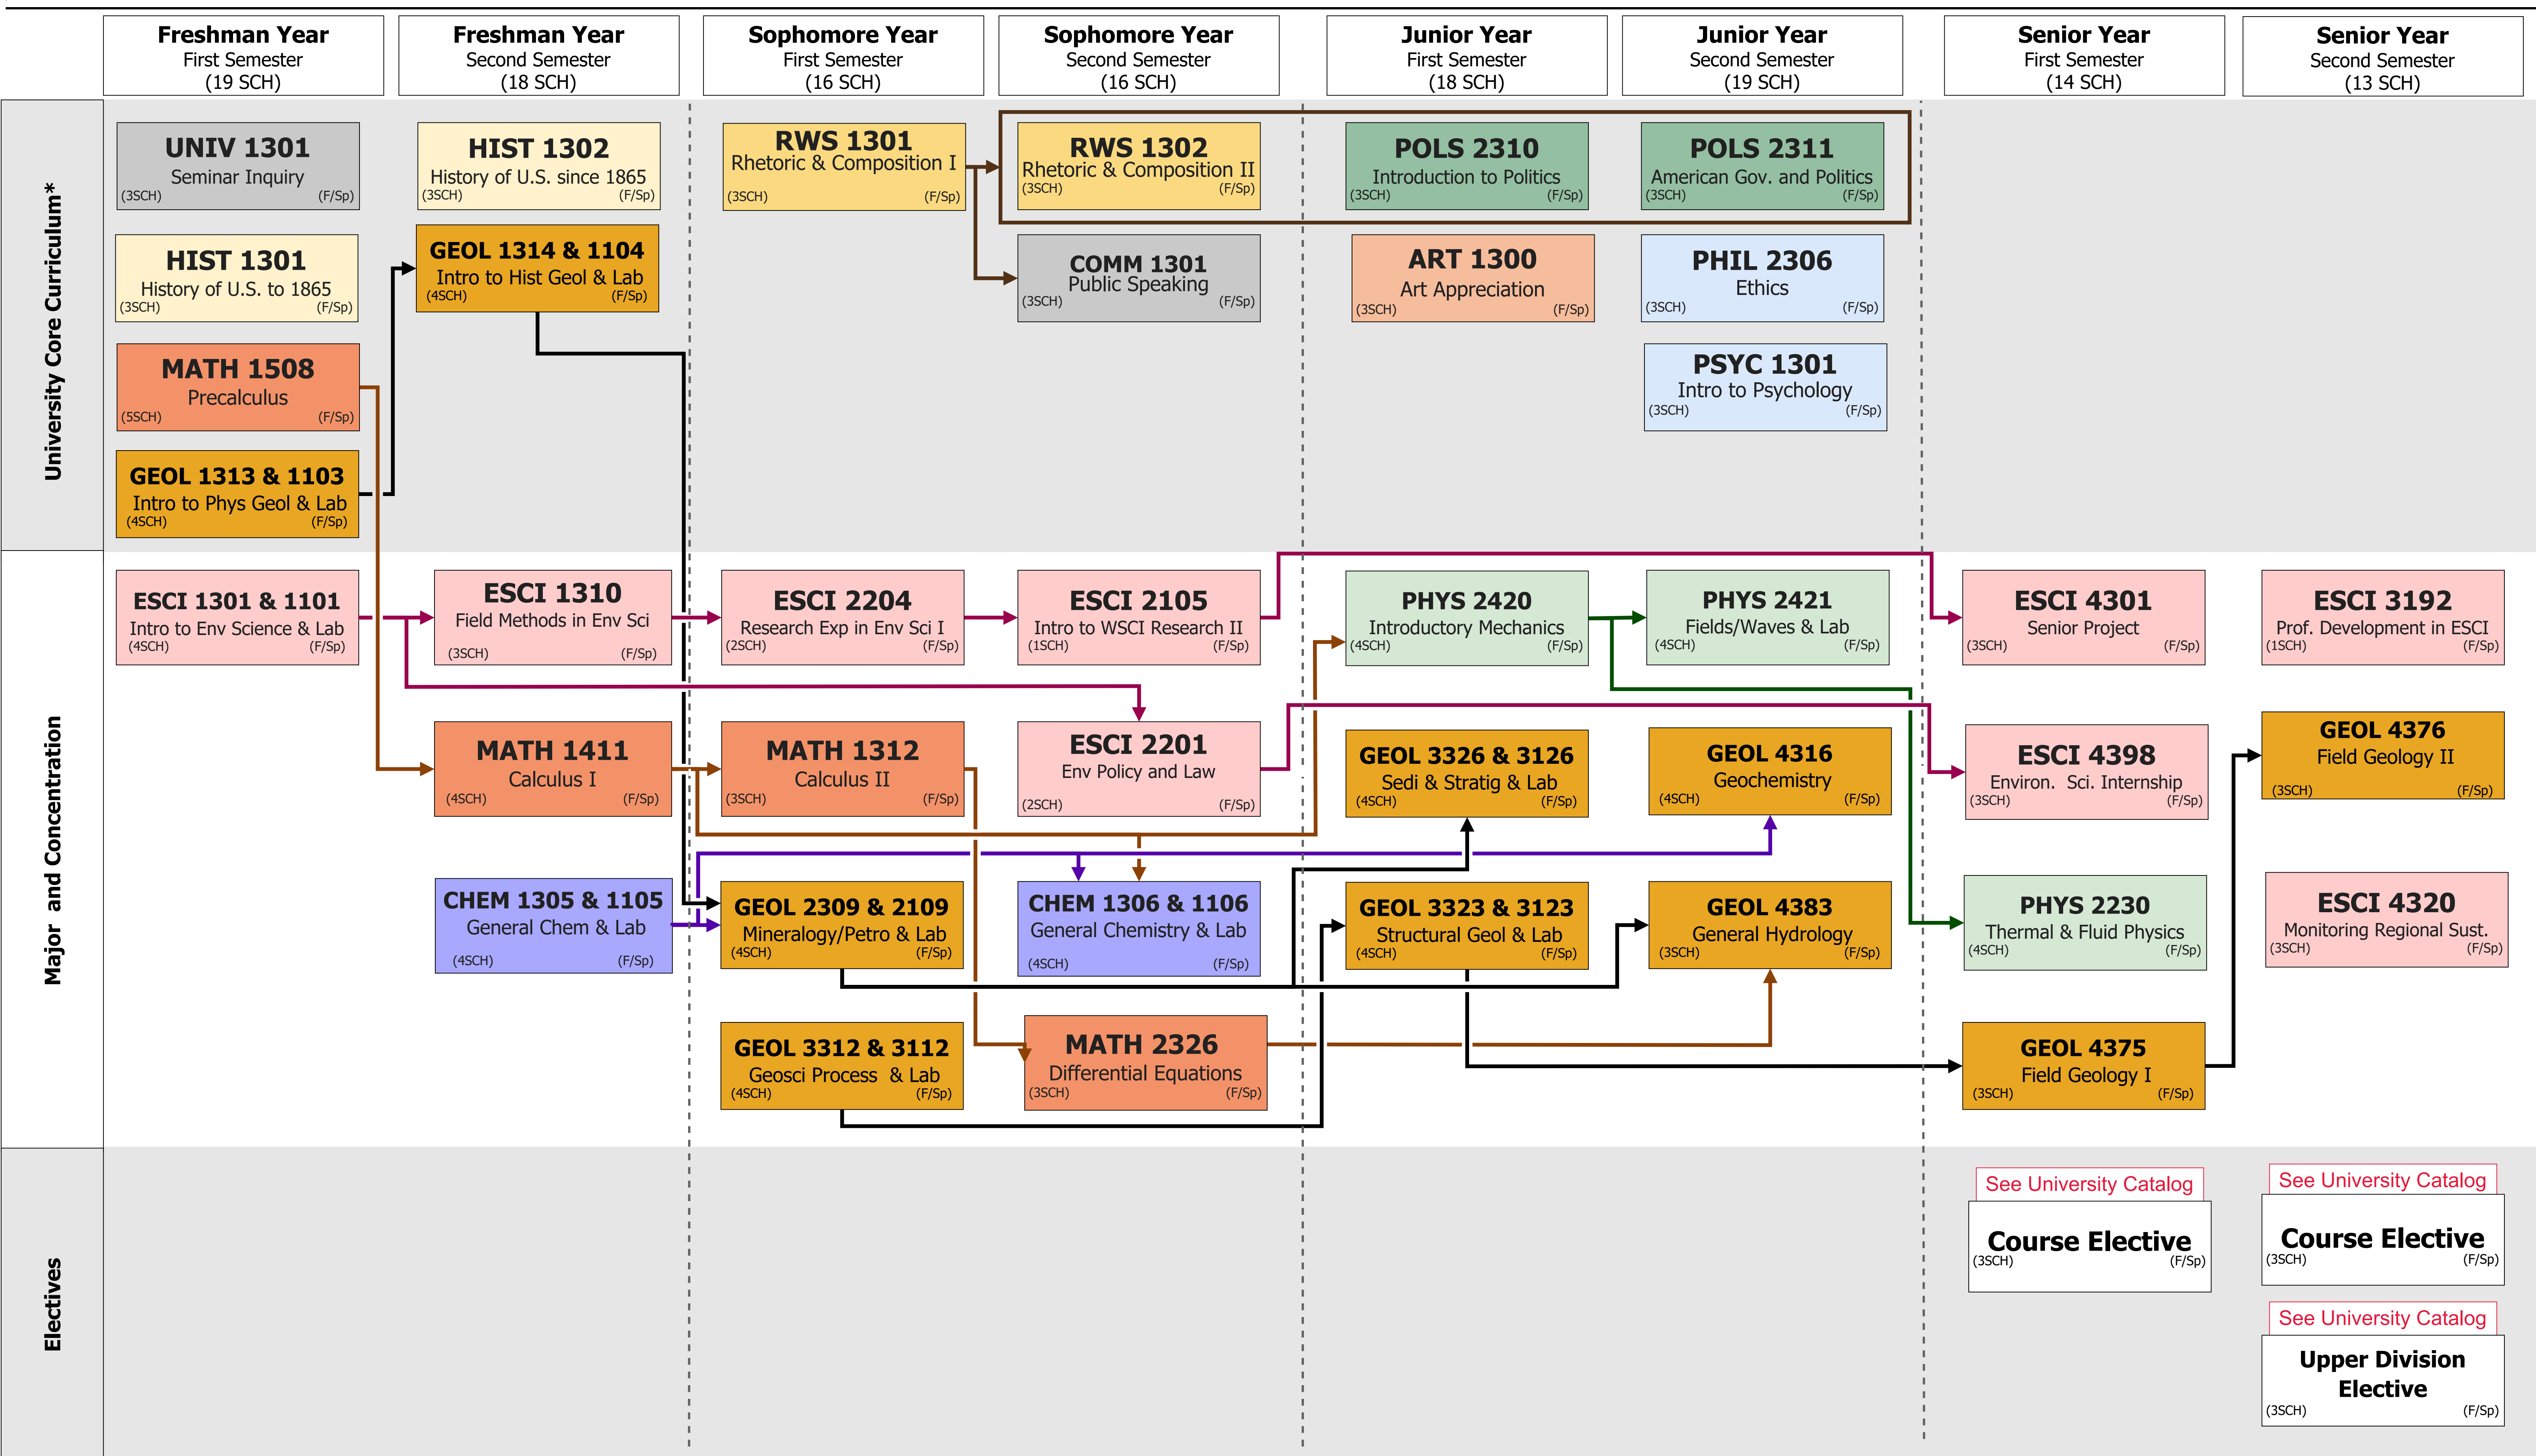 Freshman Year
First Semester
(19 SCH)
Freshman Year
Second Semester
(18 SCH)
Sophomore Year
First Semester
(16 SCH)
Sophomore Year
Second Semester
(16 SCH)
Junior Year
First Semester
(18 SCH)
Junior Year
Second Semester
(19 SCH)
Senior Year
First Semester
(14 SCH)
Senior Year
Second Semester
(13 SCH)
University Core Curriculum*
UNIV 1301
Seminar Inquiry
(3SCH) (F/Sp)
HIST 1302
History of U.S. since 1865
(3SCH) (F/Sp)
RWS 1301
Rhetoric & Composition I
(3SCH) (F/Sp)
RWS 1302
Rhetoric & Composition II
(3SCH) (F/Sp)
POLS 2310
Introduction to Politics
(3SCH) (F/Sp)
POLS 2311
American Gov. and Politics
(3SCH) (F/Sp)
HIST 1301
History of U.S. to 1865
(3SCH) (F/Sp)
GEOL 1314 & 1104
Intro to Hist Geol & Lab
(4SCH) (F/Sp)
COMM 1301
Public Speaking
(3SCH) (F/Sp)
ART 1300
Art Appreciation
(3SCH) (F/Sp)
PHIL 2306
Ethics
(3SCH) (F/Sp)
MATH 1508
Precalculus
(5SCH) (F/Sp)
PSYC 1301
Intro to Psychology
(3SCH) (F/Sp)
GEOL 1313 & 1103
Intro to Phys Geol & Lab
(4SCH) (F/Sp)
Major and Concentration
ESCI 1301 & 1101
Intro to Env Science & Lab
(4SCH) (F/Sp)
ESCI 1310
Field Methods in Env Sci
(3SCH) (F/Sp)
ESCI 2204
Research Exp in Env Sci I
(2SCH) (F/Sp)
ESCI 2105
Intro to WSCI Research II
(1SCH) (F/Sp)
PHYS 2420
Introductory Mechanics
(4SCH) (F/Sp)
PHYS 2421
Fields/Waves & Lab
(4SCH) (F/Sp)
ESCI 4301
Senior Project
(3SCH) (F/Sp)
ESCI 3192
Prof. Development in ESCI
(1SCH) (F/Sp)
MATH 1411
Calculus I
(4SCH) (F/Sp)
MATH 1312
Calculus II
(3SCH) (F/Sp)
ESCI 2201
Env Policy and Law
(2SCH) (F/Sp)
GEOL 3326 & 3126
Sedi & Stratig & Lab
(4SCH) (F/Sp)
GEOL 4316
Geochemistry
(4SCH) (F/Sp)
ESCI 4398
Environ. Sci. Internship
(3SCH) (F/Sp)
GEOL 4376
Field Geology II
(3SCH) (F/Sp)
CHEM 1305 & 1105
General Chem & Lab
(4SCH) (F/Sp)
GEOL 2309 & 2109
Mineralogy/Petro & Lab
(4SCH) (F/Sp)
CHEM 1306 & 1106
General Chemistry & Lab
(4SCH) (F/Sp)
GEOL 3323 & 3123
Structural Geol & Lab
(4SCH) (F/Sp)
GEOL 4383
General Hydrology
(3SCH) (F/Sp)
PHYS 2230
Thermal & Fluid Physics
(4SCH) (F/Sp)
ESCI 4320
Monitoring Regional Sust.
(3SCH) (F/Sp)
GEOL 3312 & 3112
Geosci Process & Lab
(4SCH) (F/Sp)
MATH 2326
Differential Equations
(3SCH) (F/Sp)
GEOL 4375
Field Geology I
(3SCH) (F/Sp)
Electives
See University Catalog
Course Elective
(3SCH) (F/Sp)
See University Catalog
Course Elective
(3SCH) (F/Sp)
See University Catalog
Upper Division
Elective
(3SCH) (F/Sp)